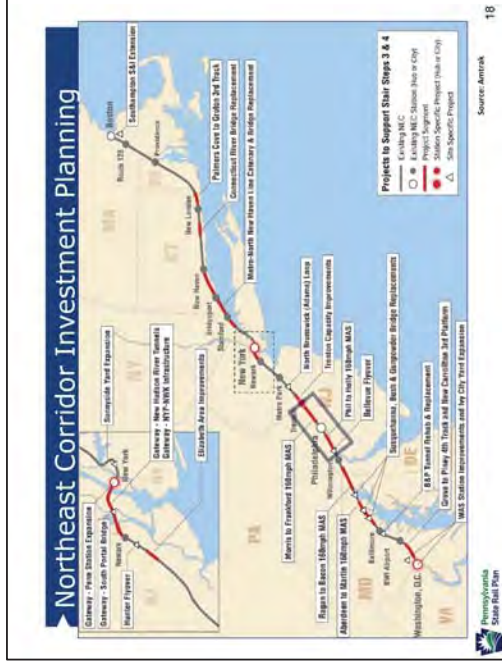 Northeast Corridor Investment Planning
Gateway - Penn Station Expansion
Gateway - South Portal Bridge
Hunter Flyover
Sunnyside Yard Expansion
Newark
New York
Gateway - New Hudson River Tunnels
Gateway - NYP-NWK Infrastructure
Elizabeth Area Improvements
NJ
NY
MA
CT
RI
PA
NJ
MD
DE
VA
Boston
Southampton S&I Extension
Route 128
Providence
Palmers Cove to Groton 3rd Track
New London
Connecticut River Bridge Replacement
New Haven
Metro-North New Haven Line Catenary & Bridge Replacement
Bridgeport
Stamford
New York
Newark
North Brunswick (Adams) Loop
Metro Park
Trenton Capacity Improvements
Trenton
Morris to Frankford 160mph MAS
Philadelphia
Phil to Holly 160mph MAS
Wilmington
Bellevue Flyover
Ragan to Bacon 160mph MAS
Susquehanna, Bush & Gunpowder Bridge Replacements
Aberdeen to Martin 160mph MAS
Baltimore
B&P Tunnel Rehab & Replacement
BWI Airport
Grove to Piney 4th Track and New Carrollton 3rd Platform
Washington, D.C.
WAS Station Improvements and Ivy City Yard Expansion
Projects to Support Stair Steps 3 & 4
Existing NEC
Existing NEC Station (Hub or City)
Project Segment
Station Specific Project (Hub or City)
Site Specific Project
Pennsylvania
State Rail Plan
Source: Amtrak
18